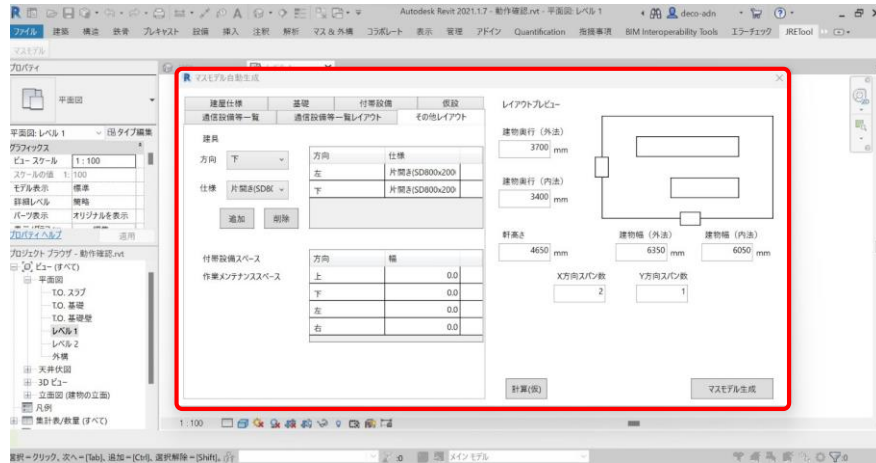 Autodesk Revit 2021.1.7 - 動作確認.rvt - 平面図: レベル 1
deco-adn
ファイル 建築 構造 鉄骨 プレキャスト 設備 挿入 注釈 解析 マス & 外構 コラボレート 表示 管理 アドイン Quantification 指摘事項 BIM Interoperability Tools エラーチェック JRETool
マスモデル
プロパティ
平面図
平面図: レベル 1 タイプ編集
グラフィックス
ビュー スケール 1 : 100
スケールの値 1: 100
モデル表示 標準
詳細レベル 簡略
パーツ表示 オリジナルを表示
プロパティ ヘルプ 適用
プロジェクト ブラウザ - 動作確認.rvt
ビュー (すべて)
平面図
T.O. スラブ
T.O. 基礎
T.O. 基礎壁
レベル 1
レベル 2
外構
天井伏図
3D ビュー
立面図 (建物の立面)
凡例
集計表/数量 (すべて)
マスモデル自動生成
建屋仕様 基礎 付帯設備 仮設
通信設備等一覧 通信設備等一覧レイアウト その他レイアウト
建具
方向 下
仕様 片開き(SD8(
追加 削除
方向 仕様
左 片開き(SD800x200
下 片開き(SD800x200
付帯設備スペース
作業メンテナンススペース
方向 幅
上 0.0
下 0.0
左 0.0
右 0.0
レイアウトプレビュー
建物奥行（外法）
3700 mm
建物奥行（内法）
3400 mm
軒高さ 建物幅（外法） 建物幅（内法）
4650 mm 6350 mm 6050 mm
X方向スパン数 Y方向スパン数
2 1
計算(仮) マスモデル生成
1 : 100
選択 = クリック、次へ = [Tab]、追加 = [Ctrl]、選択解除 = [Shift]。 :0 メイン モデル :0